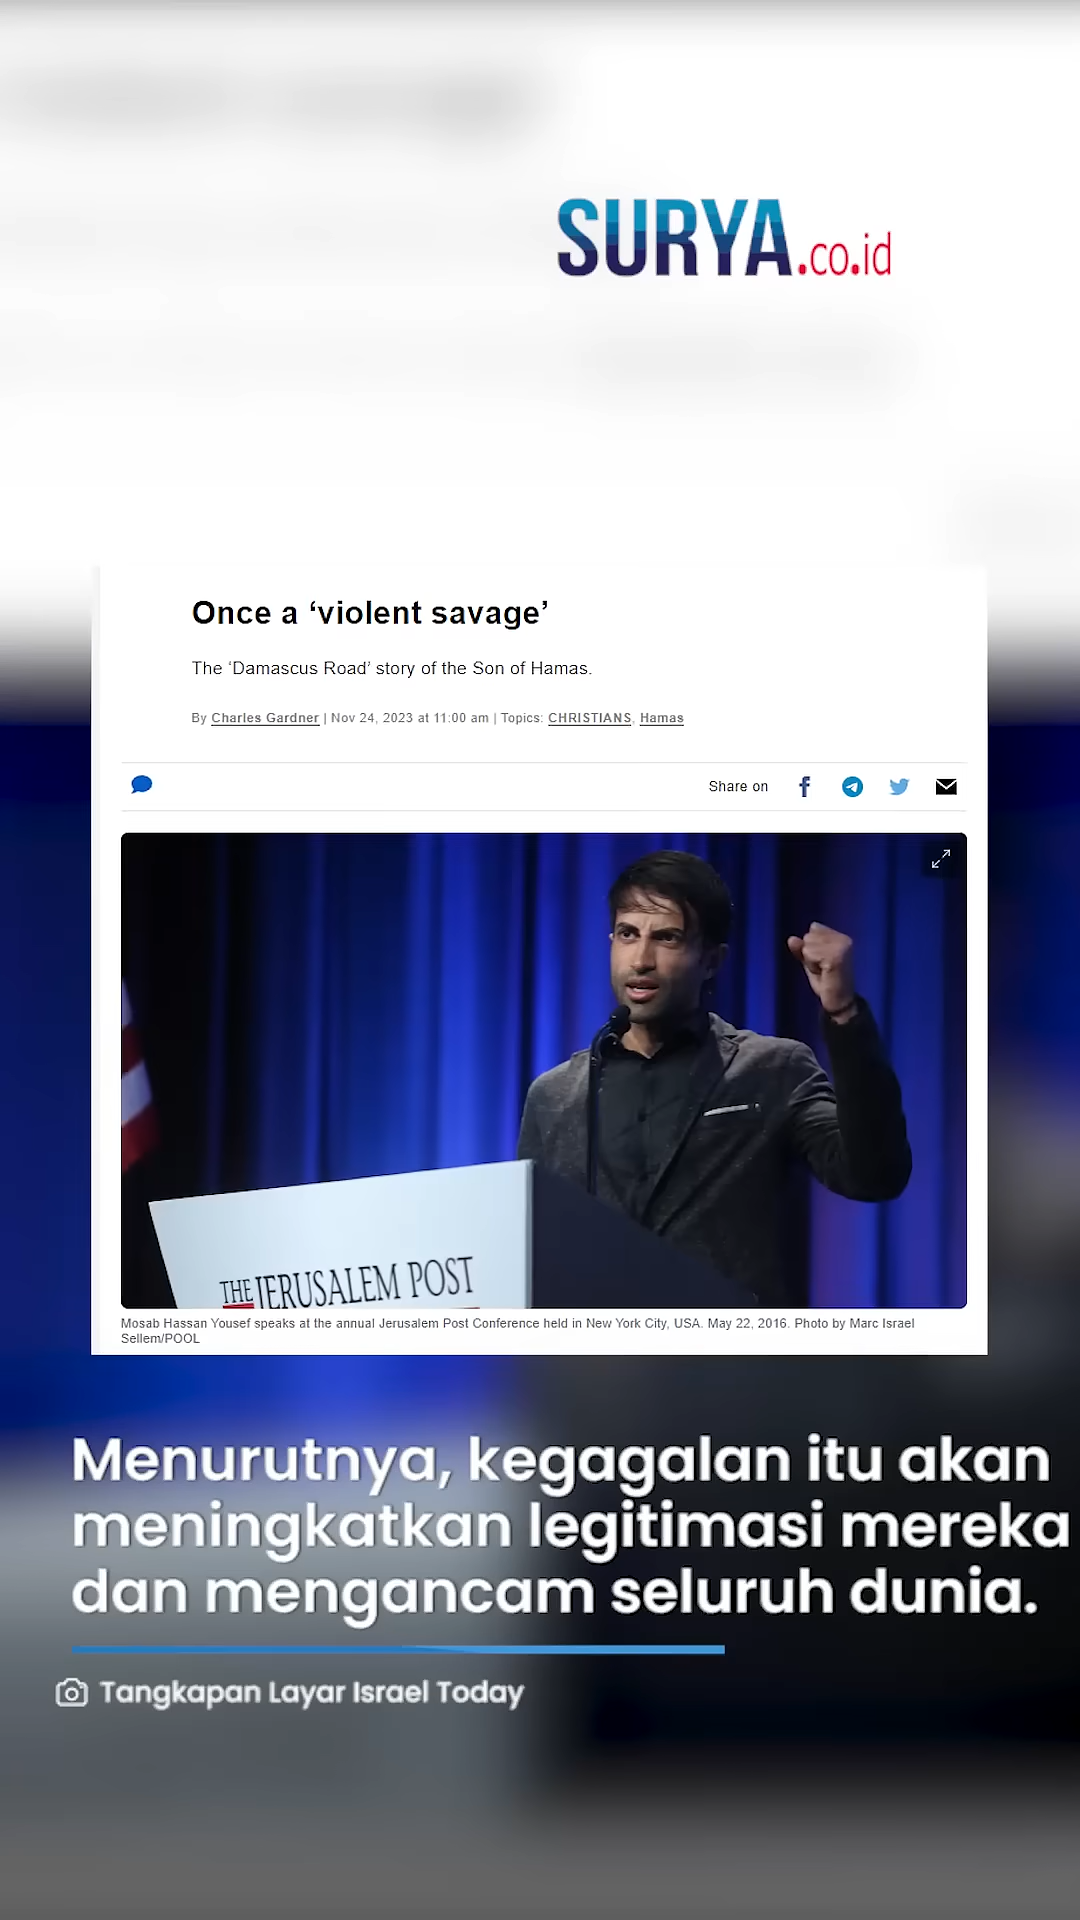 SURYA.co.id
Once a ‘violent savage’
The ‘Damascus Road’ story of the Son of Hamas.
By Charles Gardner | Nov 24, 2023 at 11:00 am | Topics: CHRISTIANS, Hamas
Share on
THE JERUSALEM POST
Mosab Hassan Yousef speaks at the annual Jerusalem Post Conference held in New York City, USA. May 22, 2016. Photo by Marc Israel
Sellem/POOL
Menurutnya, kegagalan itu akan
meningkatkan legitimasi mereka
dan mengancam seluruh dunia.
Tangkapan Layar Israel Today